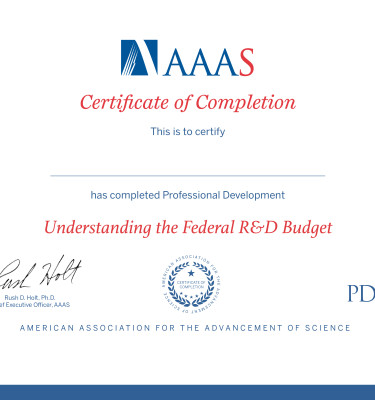 AAAS
Certificate of Completion
This is to certify
has completed Professional Development
Understanding the Federal R&D Budget
Rush Holt
Rush D. Holt, Ph.D.
ef Executive Officer, AAAS
AMERICAN ASSOCIATION FOR THE ADVANCEMENT OF SCIENCE
CERTIFICATE OF
COMPLETION
PD
AMERICAN ASSOCIATION FOR THE ADVANCEMENT OF SCIENCE